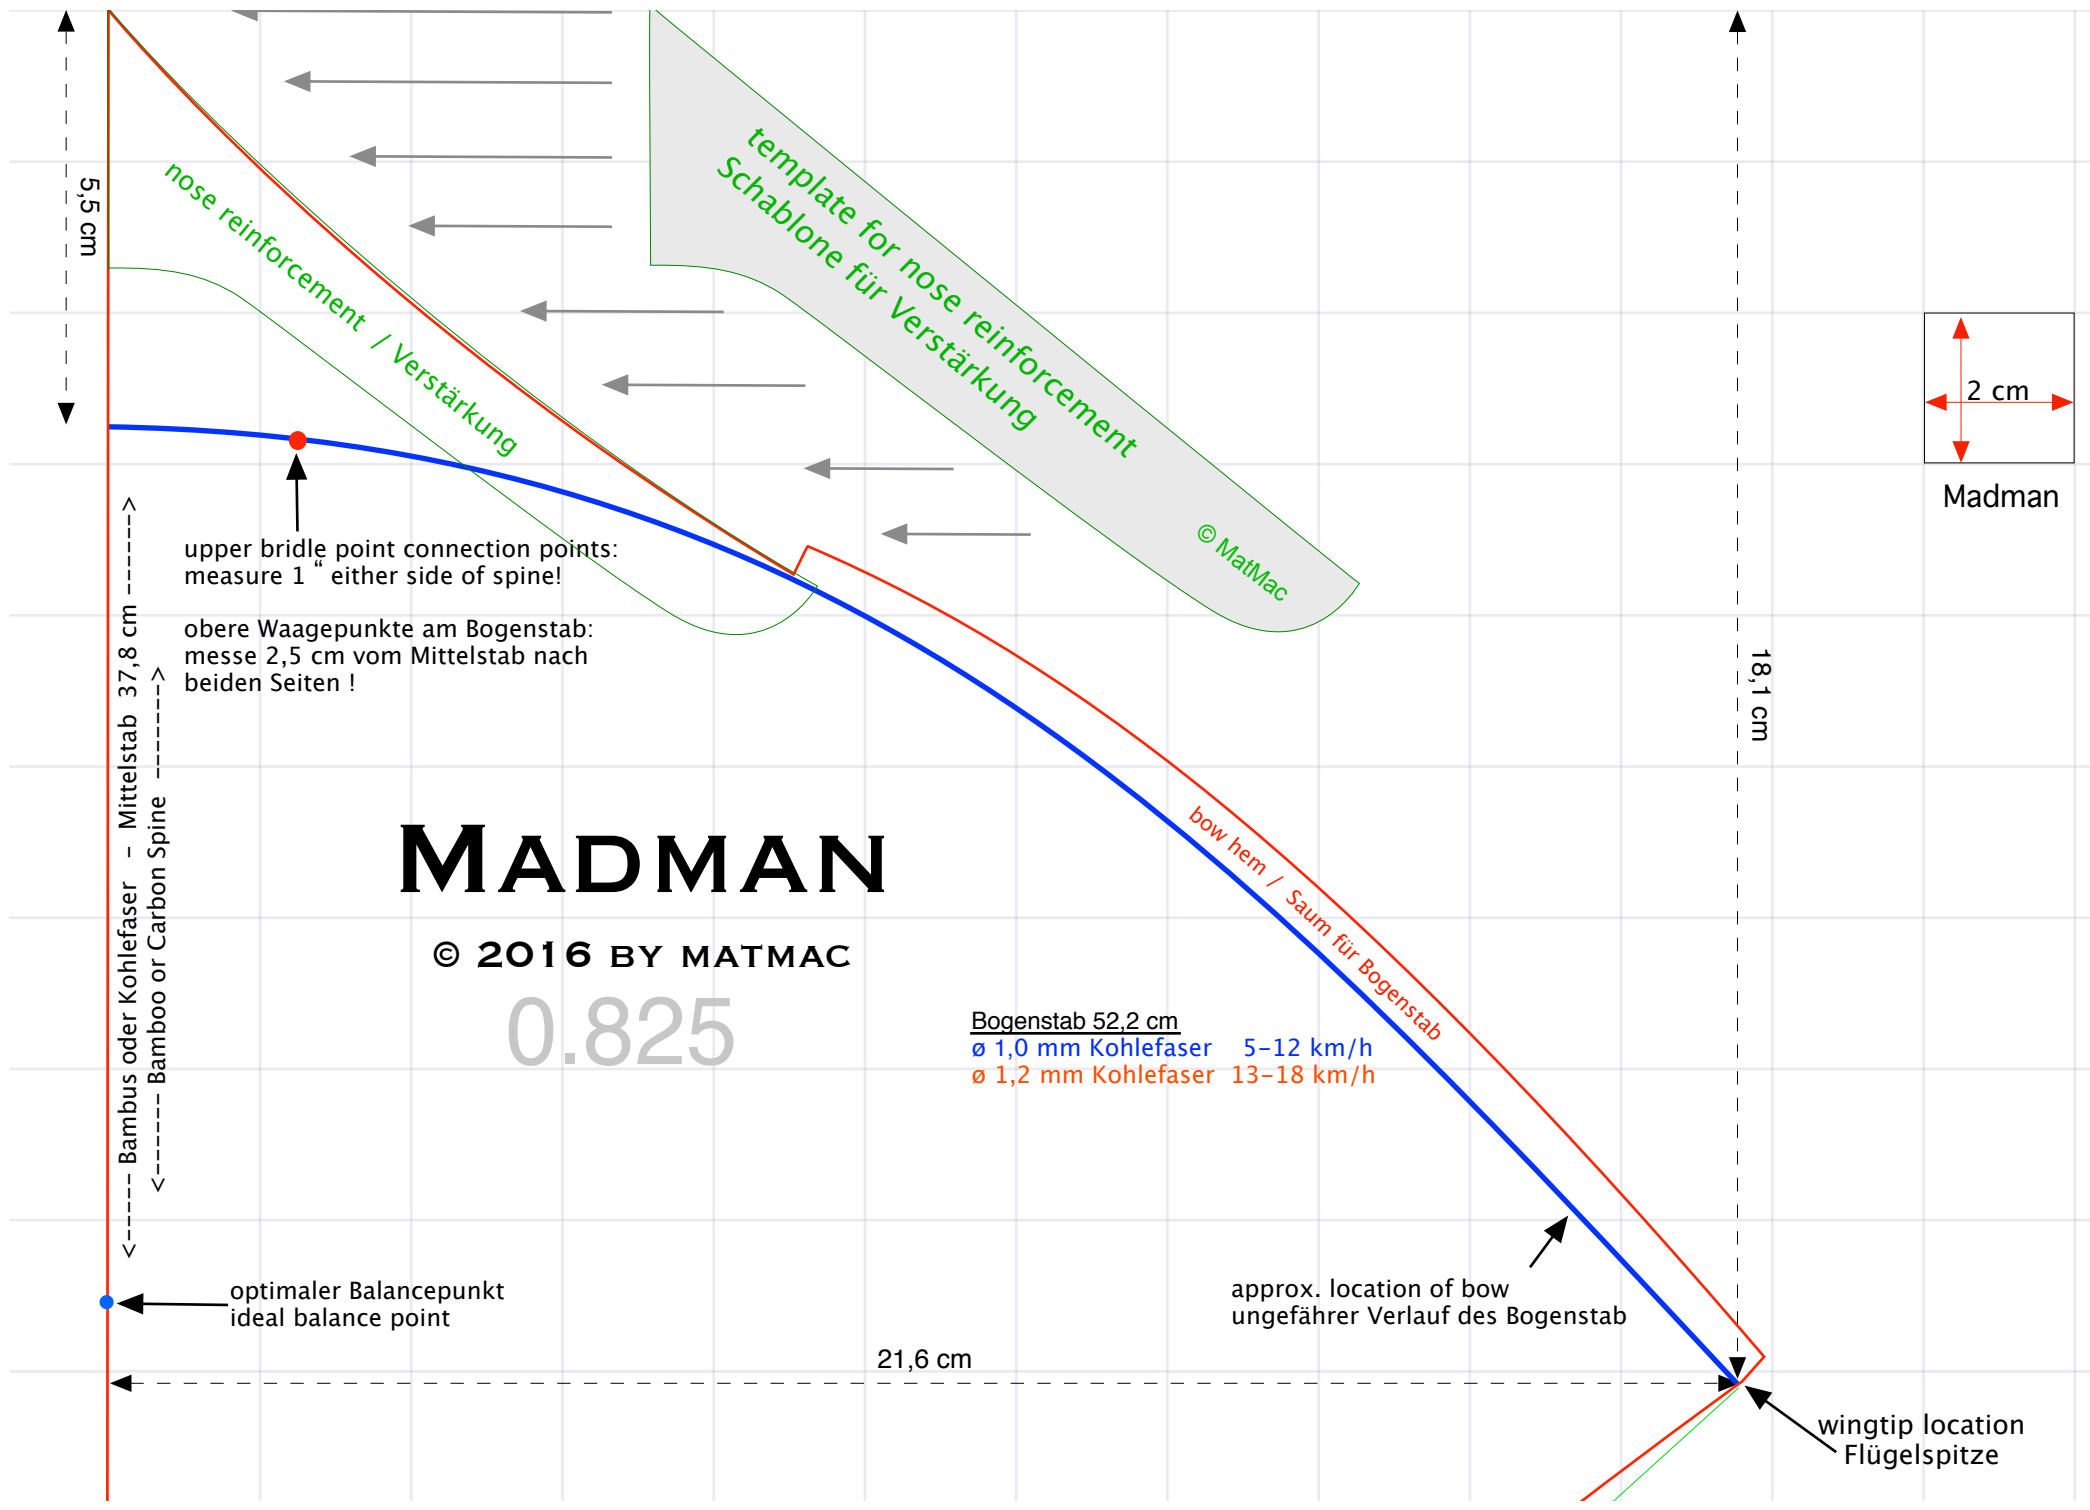 5,5 cm
nose reinforcement / Verstärkung
template for nose reinforcement
Schablone für Verstärkung
© MatMac
2 cm
Madman
upper bridle point connection points:
measure 1 “ either side of spine!
obere Waagepunkte am Bogenstab:
messe 2,5 cm vom Mittelstab nach
beiden Seiten !
<------ Bambus oder Kohlefaser - Mittelstab 37,8 cm -------->
<------- Bamboo or Carbon Spine -------->
18,1 cm
MADMAN
© 2016 BY MATMAC
0.825
bow hem / Saum für Bogenstab
Bogenstab 52,2 cm
ø 1,0 mm Kohlefaser 5-12 km/h
ø 1,2 mm Kohlefaser 13-18 km/h
optimaler Balancepunkt
ideal balance point
approx. location of bow
ungefährer Verlauf des Bogenstab
21,6 cm
wingtip location
Flügelspitze